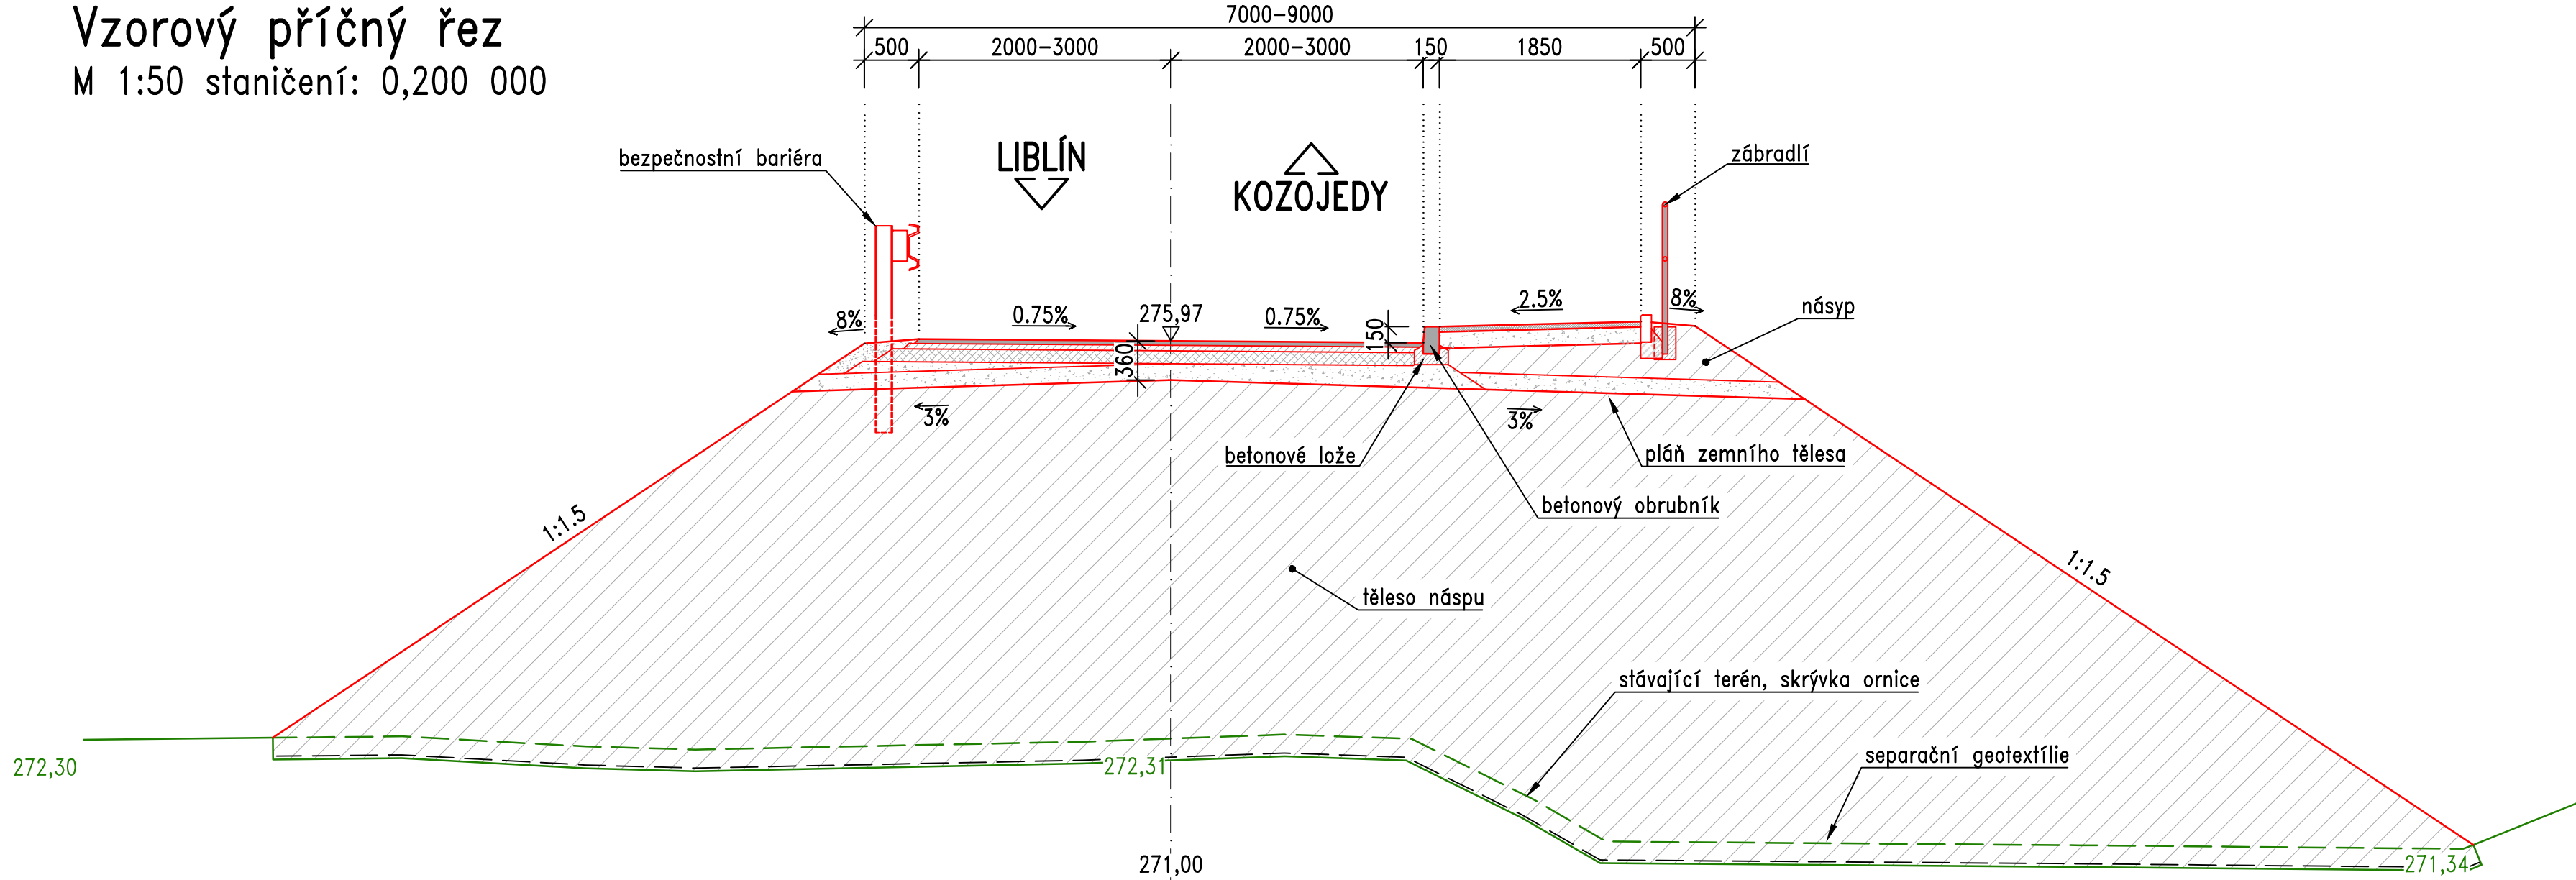 Vzorový příčný řez
M 1:50 staničení: 0,200 000
7000-9000
500 2000-3000 2000-3000 150 1850 500
bezpečnostní bariéra
LIBLÍN
KOZOJEDY
zábradlí
8% 0.75% 275,97 0.75% 150 2.5% 8%
násyp
360
3% 3%
betonové lože
pláň zemního tělesa
betonový obrubník
1:1.5
1:1.5
těleso náspu
stávající terén, skrývka ornice
separační geotextílie
272,30
272,31
271,00
271,34